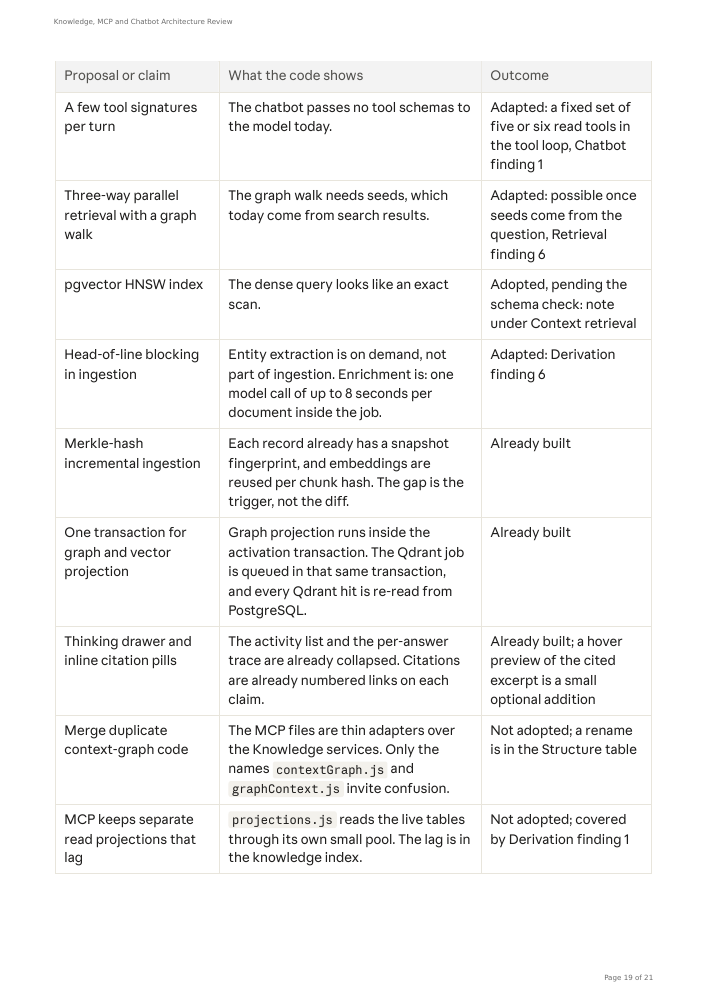 Knowledge, MCP and Chatbot Architecture Review
Proposal or claim
What the code shows
Outcome
A few tool signatures
per turn
The chatbot passes no tool schemas to
the model today.
Adapted: a fixed set of
five or six read tools in
the tool loop, Chatbot
finding 1
Three-way parallel
retrieval with a graph
walk
The graph walk needs seeds, which
today come from search results.
Adapted: possible once
seeds come from the
question, Retrieval
finding 6
pgvector HNSW index
The dense query looks like an exact
scan.
Adopted, pending the
schema check: note
under Context retrieval
Head-of-line blocking
in ingestion
Entity extraction is on demand, not
part of ingestion. Enrichment is: one
model call of up to 8 seconds per
document inside the job.
Adapted: Derivation
finding 6
Merkle-hash
incremental ingestion
Each record already has a snapshot
fingerprint, and embeddings are
reused per chunk hash. The gap is the
trigger, not the diff.
Already built
One transaction for
graph and vector
projection
Graph projection runs inside the
activation transaction. The Qdrant job
is queued in that same transaction,
and every Qdrant hit is re-read from
PostgreSQL.
Already built
Thinking drawer and
inline citation pills
The activity list and the per-answer
trace are already collapsed. Citations
are already numbered links on each
claim.
Already built; a hover
preview of the cited
excerpt is a small
optional addition
Merge duplicate
context-graph code
The MCP files are thin adapters over
the Knowledge services. Only the
names contextGraph.js and
graphContext.js invite confusion.
Not adopted; a rename
is in the Structure table
MCP keeps separate
read projections that
lag
projections.js reads the live tables
through its own small pool. The lag is in
the knowledge index.
Not adopted; covered
by Derivation finding 1
Page 19 of 21